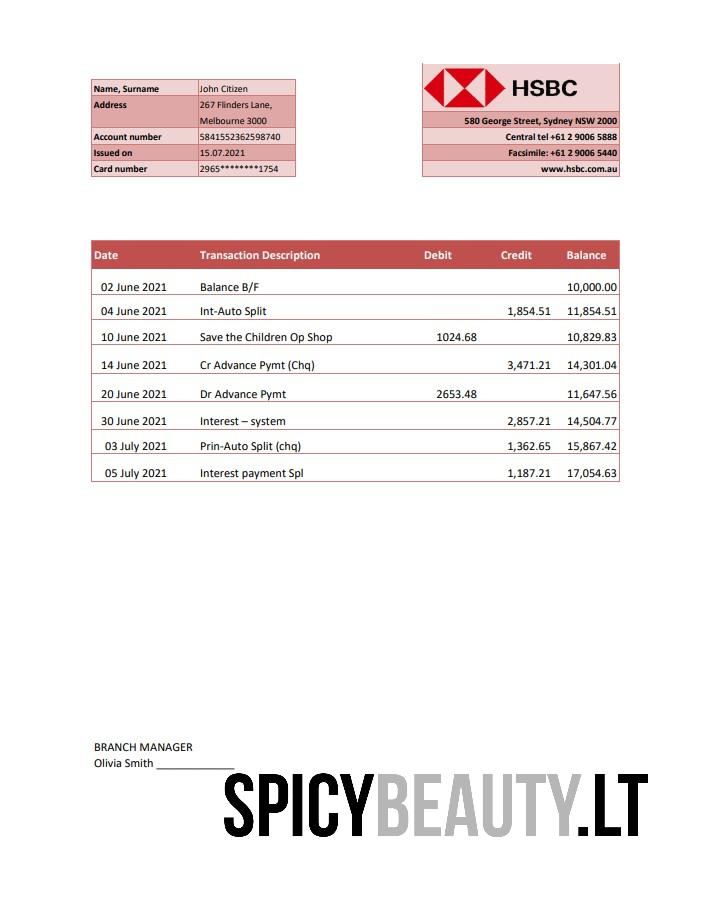 Name, Surname John Citizen
Address 267 Flinders Lane,
Melbourne 3000
Account number 5841552362598740
Issued on 15.07.2021
Card number 2965********1754
HSBC
580 George Street, Sydney NSW 2000
Central tel +61 2 9006 5888
Facsimile: +61 2 9006 5440
www.hsbc.com.au
Date Transaction Description Debit Credit Balance
02 June 2021 Balance B/F 10,000.00
04 June 2021 Int-Auto Split 1,854.51 11,854.51
10 June 2021 Save the Children Op Shop 1024.68 10,829.83
14 June 2021 Cr Advance Pymt (Chq) 3,471.21 14,301.04
20 June 2021 Dr Advance Pymt 2653.48 11,647.56
30 June 2021 Interest – system 2,857.21 14,504.77
03 July 2021 Prin-Auto Split (chq) 1,362.65 15,867.42
05 July 2021 Interest payment Spl 1,187.21 17,054.63
BRANCH MANAGER
Olivia Smith _____________
SPICYBEAUTY.LT